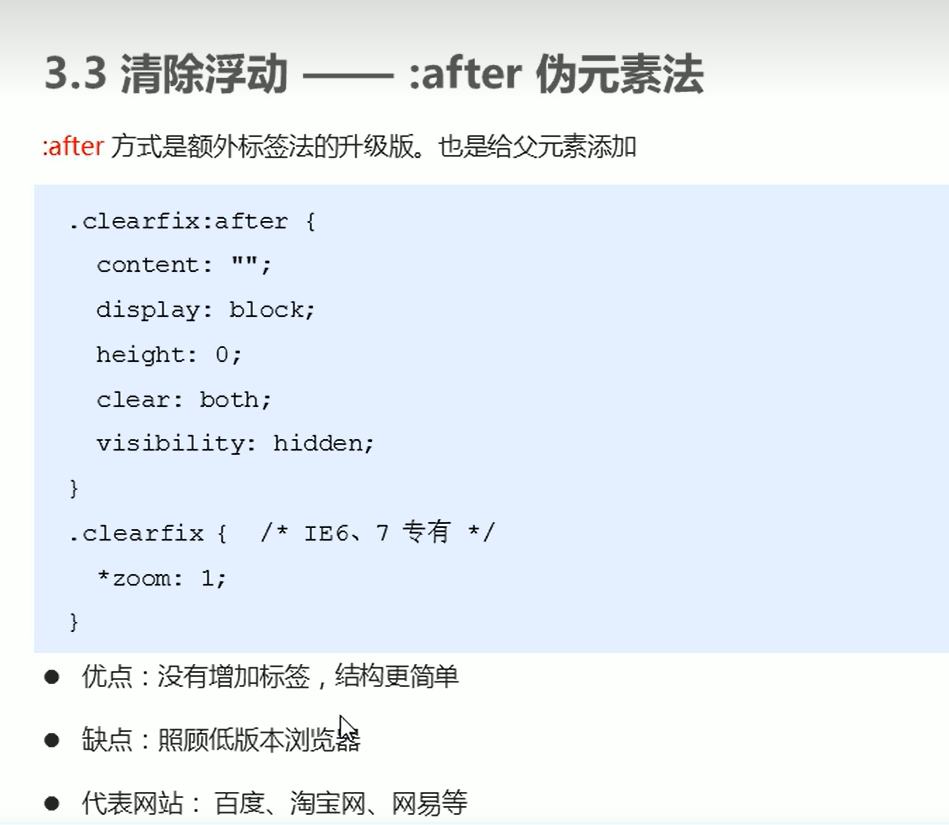 3.3 清除浮动 —— :after 伪元素法
:after 方式是额外标签法的升级版。也是给父元素添加
.clearfix:after {
content: "";
display: block;
height: 0;
clear: both;
visibility: hidden;
}
.clearfix { /* IE6、7 专有 */
*zoom: 1;
}
● 优点：没有增加标签，结构更简单
● 缺点：照顾低版本浏览器
● 代表网站： 百度、淘宝网、网易等